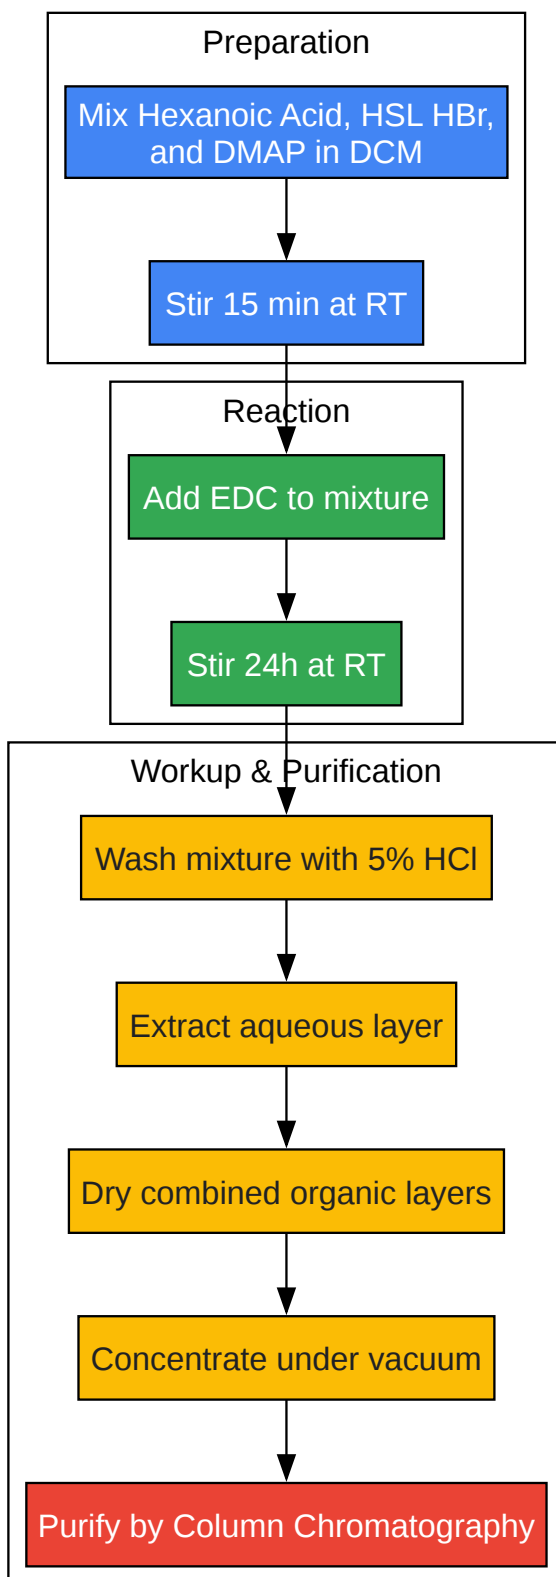 Preparation
Mix Hexanoic Acid, HSL HBr,
and DMAP in DCM
Stir 15 min at RT
Reaction
Add EDC to mixture
Stir 24h at RT
Workup & Purification
Wash mixture with 5% HCl
Extract aqueous layer
Dry combined organic layers
Concentrate under vacuum
Purify by Column Chromatography